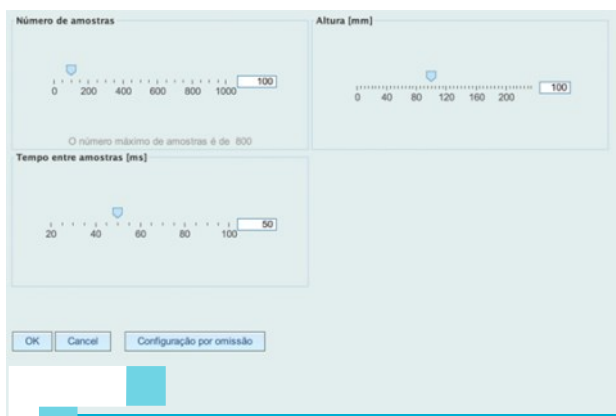 Número de amostras
100
0 200 400 600 800 1000
O número máximo de amostras é de 800
Altura [mm]
100
0 40 80 120 160 200
Tempo entre amostras [ms]
50
20 40 60 80 100
OK Cancel Configuração por omissão